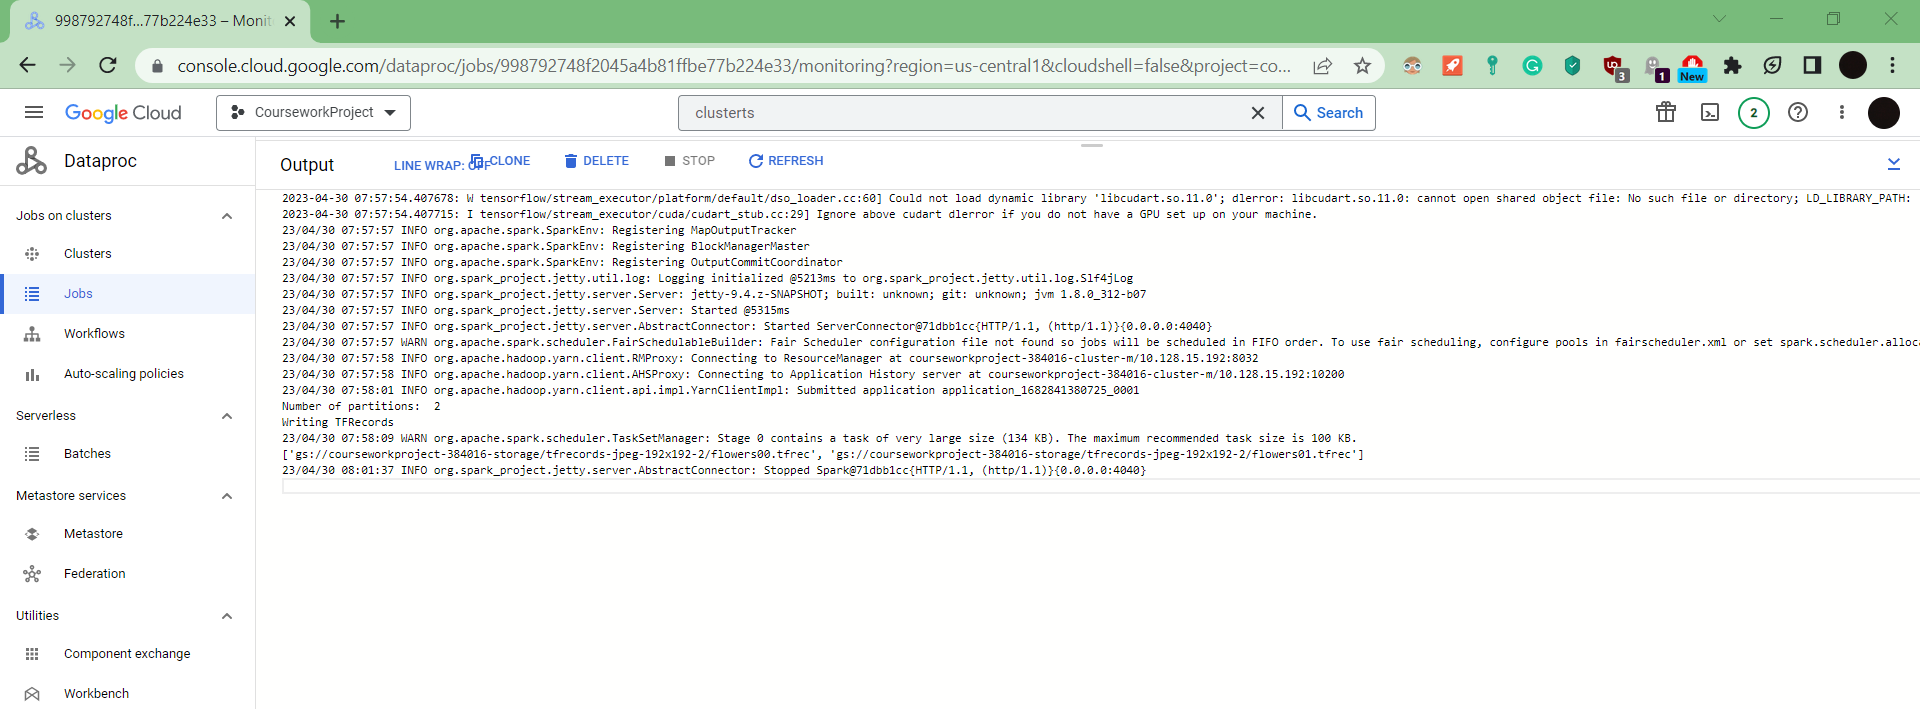 998792748f...77b224e33 – Monit
console.cloud.google.com/dataproc/jobs/998792748f2045a4b81ffbe77b224e33/monitoring?region=us-central1&cloudshell=false&project=co...
3
1
New
Google Cloud
CourseworkProject
clusterts
Search
2
Dataproc
Output
LINE WRAP: OFF
CLONE
DELETE
STOP
REFRESH
Jobs on clusters
Clusters
Jobs
Workflows
Auto-scaling policies
Serverless
Batches
Metastore services
Metastore
Federation
Utilities
Component exchange
Workbench
2023-04-30 07:57:54.407678: W tensorflow/stream_executor/platform/default/dso_loader.cc:60] Could not load dynamic library 'libcudart.so.11.0'; dlerror: libcudart.so.11.0: cannot open shared object file: No such file or directory; LD_LIBRARY_PATH:
2023-04-30 07:57:54.407715: I tensorflow/stream_executor/cuda/cudart_stub.cc:29] Ignore above cudart dlerror if you do not have a GPU set up on your machine.
23/04/30 07:57:57 INFO org.apache.spark.SparkEnv: Registering MapOutputTracker
23/04/30 07:57:57 INFO org.apache.spark.SparkEnv: Registering BlockManagerMaster
23/04/30 07:57:57 INFO org.apache.spark.SparkEnv: Registering OutputCommitCoordinator
23/04/30 07:57:57 INFO org.spark_project.jetty.util.log: Logging initialized @5213ms to org.spark_project.jetty.util.log.Slf4jLog
23/04/30 07:57:57 INFO org.spark_project.jetty.server.Server: jetty-9.4.z-SNAPSHOT; built: unknown; git: unknown; jvm 1.8.0_312-b07
23/04/30 07:57:57 INFO org.spark_project.jetty.server.Server: Started @5315ms
23/04/30 07:57:57 INFO org.spark_project.jetty.server.AbstractConnector: Started ServerConnector@71dbb1cc{HTTP/1.1, (http/1.1)}{0.0.0.0:4040}
23/04/30 07:57:57 WARN org.apache.spark.scheduler.FairSchedulableBuilder: Fair Scheduler configuration file not found so jobs will be scheduled in FIFO order. To use fair scheduling, configure pools in fairscheduler.xml or set spark.scheduler.alloc
23/04/30 07:57:58 INFO org.apache.hadoop.yarn.client.RMProxy: Connecting to ResourceManager at courseworkproject-384016-cluster-m/10.128.15.192:8032
23/04/30 07:57:58 INFO org.apache.hadoop.yarn.client.AHSProxy: Connecting to Application History server at courseworkproject-384016-cluster-m/10.128.15.192:10200
23/04/30 07:58:01 INFO org.apache.hadoop.yarn.client.api.impl.YarnClientImpl: Submitted application application_1682841380725_0001
Number of partitions:  2
Writing TFRecords
23/04/30 07:58:09 WARN org.apache.spark.scheduler.TaskSetManager: Stage 0 contains a task of very large size (134 KB). The maximum recommended task size is 100 KB.
['gs://courseworkproject-384016-storage/tfrecords-jpeg-192x192-2/flowers00.tfrec', 'gs://courseworkproject-384016-storage/tfrecords-jpeg-192x192-2/flowers01.tfrec']
23/04/30 08:01:37 INFO org.spark_project.jetty.server.AbstractConnector: Stopped Spark@71dbb1cc{HTTP/1.1, (http/1.1)}{0.0.0.0:4040}